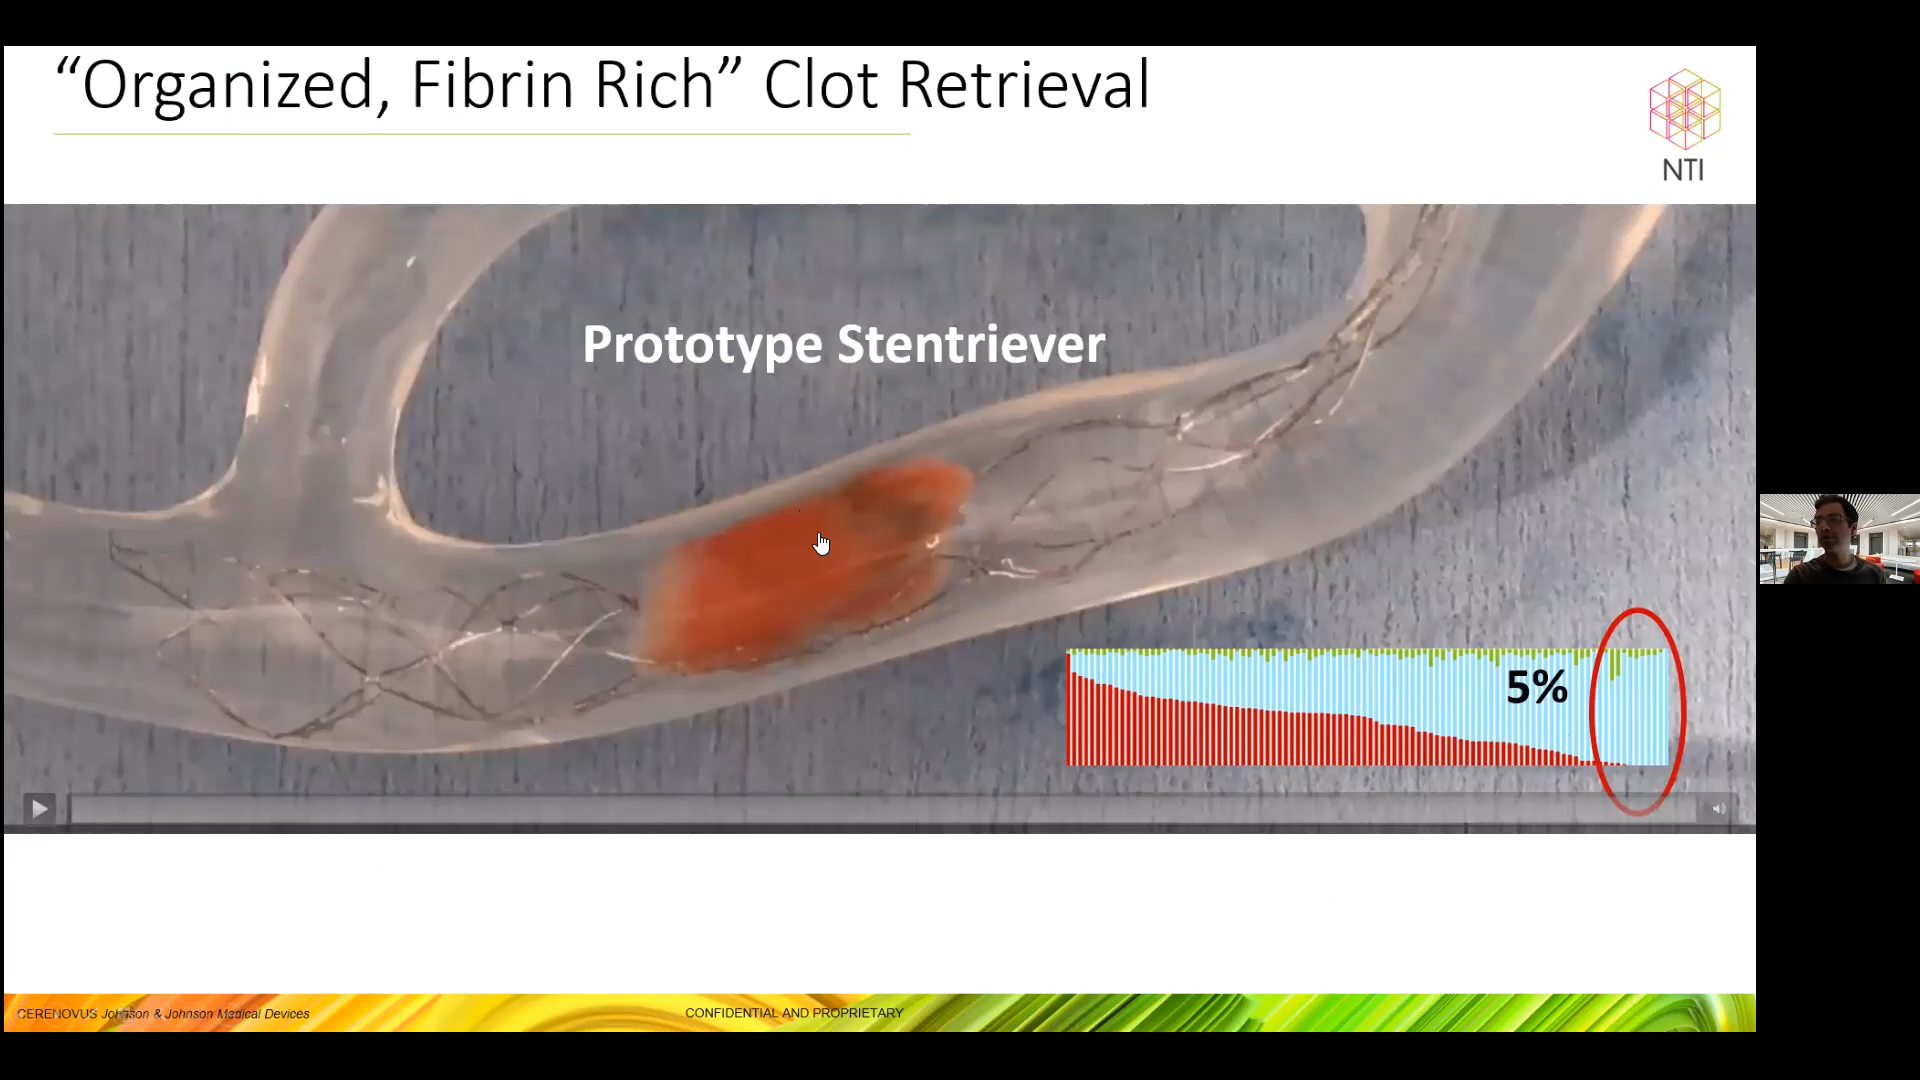 “Organized, Fibrin Rich” Clot Retrieval
NTI
Prototype Stentriever
5%
CERENOVUS Johnson & Johnson Medical Devices
CONFIDENTIAL AND PROPRIETARY